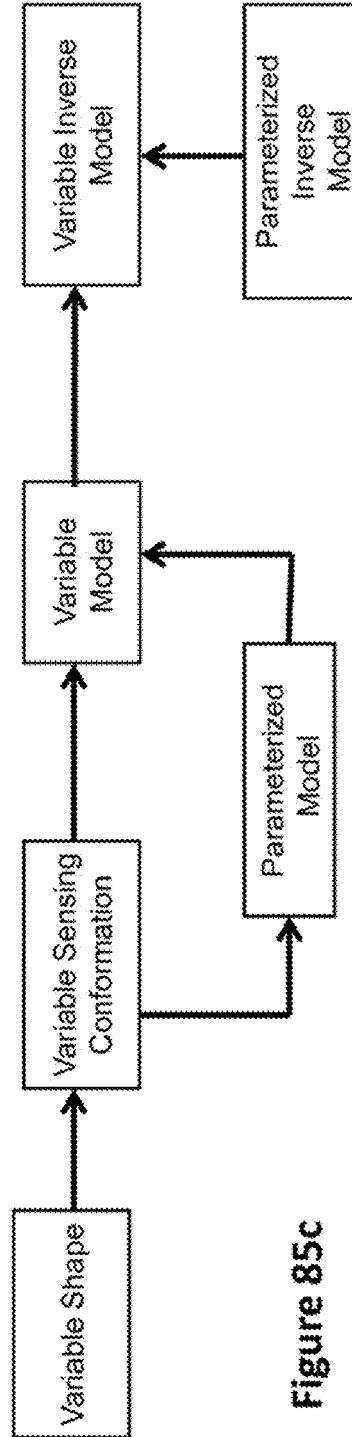 Variable Shape
Variable Sensing
Conformation
Variable
Model
Variable Inverse
Model
Parameterized
Model
Parameterized
Inverse
Model
Figure 85c